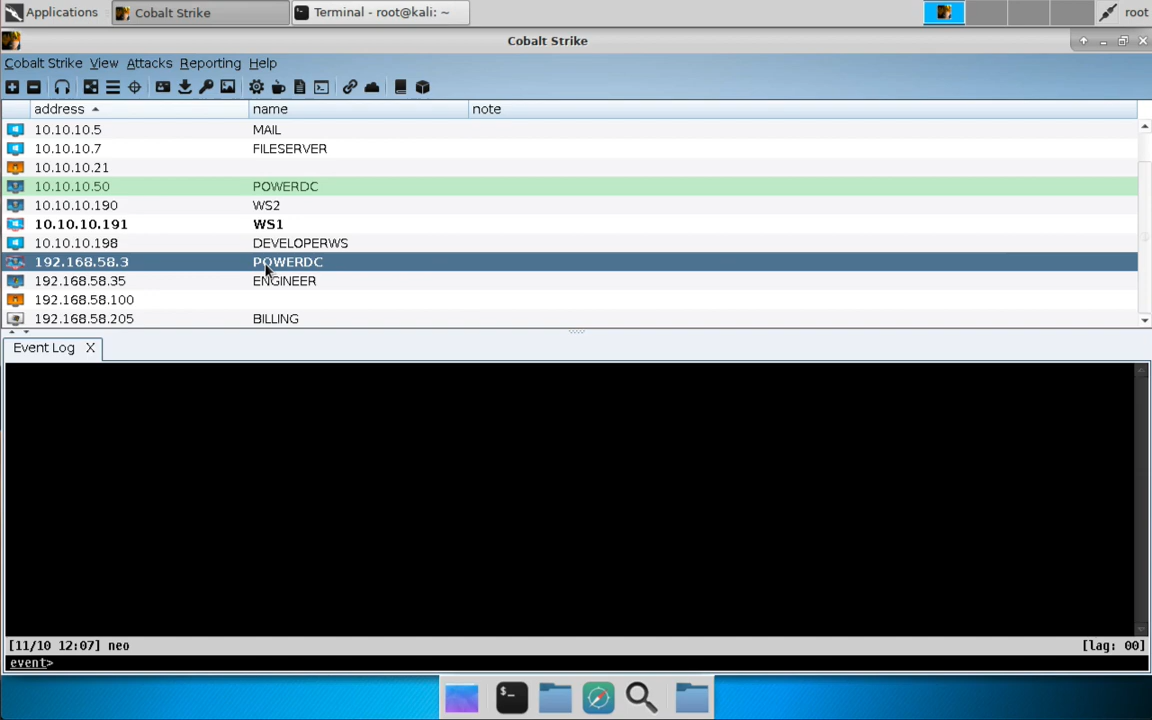 Applications Cobalt Strike Terminal - root@kali: ~ root
Cobalt Strike
Cobalt Strike View Attacks Reporting Help
address name note
10.10.10.5 MAIL
10.10.10.7 FILESERVER
10.10.10.21
10.10.10.50 POWERDC
10.10.10.190 WS2
10.10.10.191 WS1
10.10.10.198 DEVELOPERWS
192.168.58.3 POWERDC
192.168.58.35 ENGINEER
192.168.58.100
192.168.58.205 BILLING
Event Log X
[11/10 12:07] neo [lag: 00]
event>